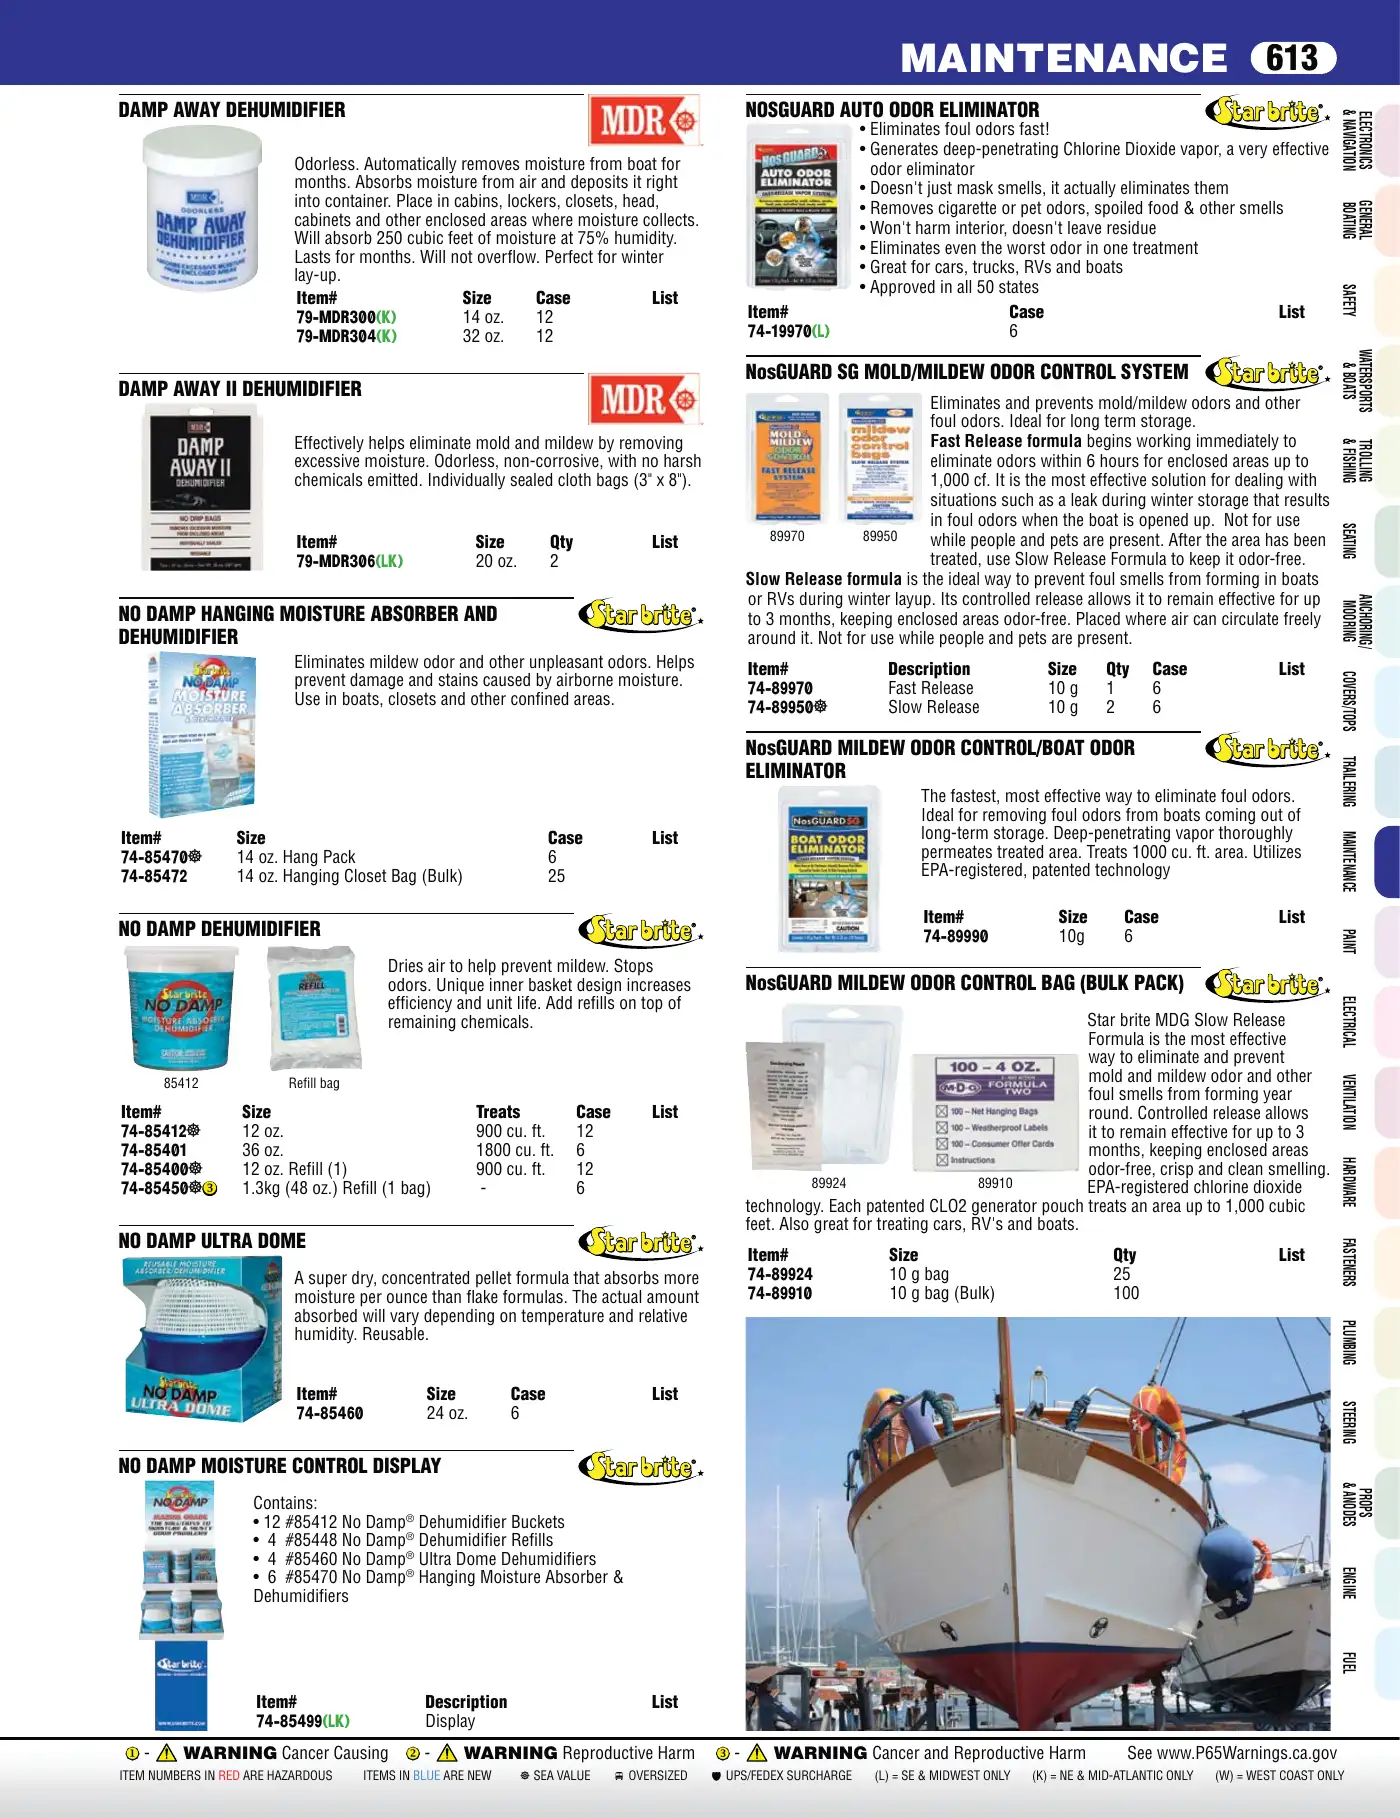 MAINTENANCE 613
DAMP AWAY DEHUMIDIFIER
MDR
Odorless. Automatically removes moisture from boat for
months. Absorbs moisture from air and deposits it right
into container. Place in cabins, lockers, closets, head,
cabinets and other enclosed areas where moisture collects.
Will absorb 250 cubic feet of moisture at 75% humidity.
Lasts for months. Will not overflow. Perfect for winter
lay-up.
Item# Size Case List
79-MDR300(K) 14 oz. 12
79-MDR304(K) 32 oz. 12
DAMP AWAY II DEHUMIDIFIER
MDR
Effectively helps eliminate mold and mildew by removing
excessive moisture. Odorless, non-corrosive, with no harsh
chemicals emitted. Individually sealed cloth bags (3" x 8").
Item# Size Qty List
79-MDR306(LK) 20 oz. 2
NO DAMP HANGING MOISTURE ABSORBER AND
DEHUMIDIFIER
Star brite
Eliminates mildew odor and other unpleasant odors. Helps
prevent damage and stains caused by airborne moisture.
Use in boats, closets and other confined areas.
Item# Size Case List
74-85470☸ 14 oz. Hang Pack 6
74-85472 14 oz. Hanging Closet Bag (Bulk) 25
NO DAMP DEHUMIDIFIER
Star brite
Dries air to help prevent mildew. Stops
odors. Unique inner basket design increases
efficiency and unit life. Add refills on top of
remaining chemicals.
85412 Refill bag
Item# Size Treats Case List
74-85412☸ 12 oz. 900 cu. ft. 12
74-85401 36 oz. 1800 cu. ft. 6
74-85400☸ 12 oz. Refill (1) 900 cu. ft. 12
74-85450☸③ 1.3kg (48 oz.) Refill (1 bag) - 6
NO DAMP ULTRA DOME
Star brite
A super dry, concentrated pellet formula that absorbs more
moisture per ounce than flake formulas. The actual amount
absorbed will vary depending on temperature and relative
humidity. Reusable.
Item# Size Case List
74-85460 24 oz. 6
NO DAMP MOISTURE CONTROL DISPLAY
Star brite
Contains:
• 12 #85412 No Damp® Dehumidifier Buckets
• 4 #85448 No Damp® Dehumidifier Refills
• 4 #85460 No Damp® Ultra Dome Dehumidifiers
• 6 #85470 No Damp® Hanging Moisture Absorber &
Dehumidifiers
Item# Description List
74-85499(LK) Display
NOSGUARD AUTO ODOR ELIMINATOR
Star brite
• Eliminates foul odors fast!
• Generates deep-penetrating Chlorine Dioxide vapor, a very effective
odor eliminator
• Doesn't just mask smells, it actually eliminates them
• Removes cigarette or pet odors, spoiled food & other smells
• Won't harm interior, doesn't leave residue
• Eliminates even the worst odor in one treatment
• Great for cars, trucks, RVs and boats
• Approved in all 50 states
Item# Case List
74-19970(L) 6
NosGUARD SG MOLD/MILDEW ODOR CONTROL SYSTEM
Star brite
Eliminates and prevents mold/mildew odors and other
foul odors. Ideal for long term storage.
Fast Release formula begins working immediately to
eliminate odors within 6 hours for enclosed areas up to
1,000 cf. It is the most effective solution for dealing with
situations such as a leak during winter storage that results
in foul odors when the boat is opened up. Not for use
while people and pets are present. After the area has been
treated, use Slow Release Formula to keep it odor-free.
89970 89950
Slow Release formula is the ideal way to prevent foul smells from forming in boats
or RVs during winter layup. Its controlled release allows it to remain effective for up
to 3 months, keeping enclosed areas odor-free. Placed where air can circulate freely
around it. Not for use while people and pets are present.
Item# Description Size Qty Case List
74-89970 Fast Release 10 g 1 6
74-89950☸ Slow Release 10 g 2 6
NosGUARD MILDEW ODOR CONTROL/BOAT ODOR
ELIMINATOR
Star brite
The fastest, most effective way to eliminate foul odors.
Ideal for removing foul odors from boats coming out of
long-term storage. Deep-penetrating vapor thoroughly
permeates treated area. Treats 1000 cu. ft. area. Utilizes
EPA-registered, patented technology
Item# Size Case List
74-89990 10g 6
NosGUARD MILDEW ODOR CONTROL BAG (BULK PACK)
Star brite
Star brite MDG Slow Release
Formula is the most effective
way to eliminate and prevent
mold and mildew odor and other
foul smells from forming year
round. Controlled release allows
it to remain effective for up to 3
months, keeping enclosed areas
odor-free, crisp and clean smelling.
EPA-registered chlorine dioxide
100 – 4 OZ.
M-D-G FORMULA TWO
100 – Net Hanging Bags
100 – Weatherproof Labels
100 – Consumer Offer Cards
Instructions
89924 89910
technology. Each patented CLO2 generator pouch treats an area up to 1,000 cubic
feet. Also great for treating cars, RV's and boats.
Item# Size Qty List
74-89924 10 g bag 25
74-89910 10 g bag (Bulk) 100
ELECTRONICS & NAVIGATION
GENERAL BOATING
SAFETY
WATERSPORTS & BOATS
TROLLING & FISHING
SEATING
ANCHORING/ MOORING
COVERS/TOPS
TRAILERING
MAINTENANCE
PAINT
ELECTRICAL
VENTILATION
HARDWARE
FASTENERS
PLUMBING
STEERING
PROPS & ANODES
ENGINE
FUEL
① - ⚠ WARNING Cancer Causing ② - ⚠ WARNING Reproductive Harm ③ - ⚠ WARNING Cancer and Reproductive Harm See www.P65Warnings.ca.gov
ITEM NUMBERS IN RED ARE HAZARDOUS ITEMS IN BLUE ARE NEW ☸ SEA VALUE OVERSIZED UPS/FEDEX SURCHARGE (L) = SE & MIDWEST ONLY (K) = NE & MID-ATLANTIC ONLY (W) = WEST COAST ONLY